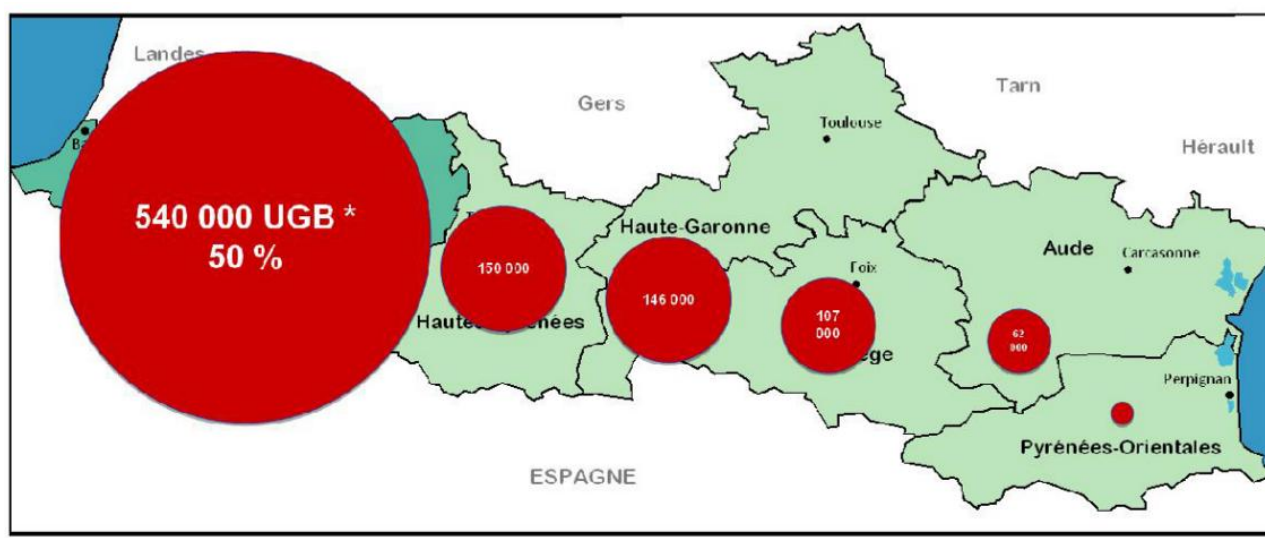 Landes
Gers
Tarn
Hérault
Toulouse
540 000 UGB *
50 %
Haute-Garonne
Aude
Carcasonne
150 000
146 000
Foix
107
000
62
000
Perpignan
Pyrénées-Orientales
ESPAGNE